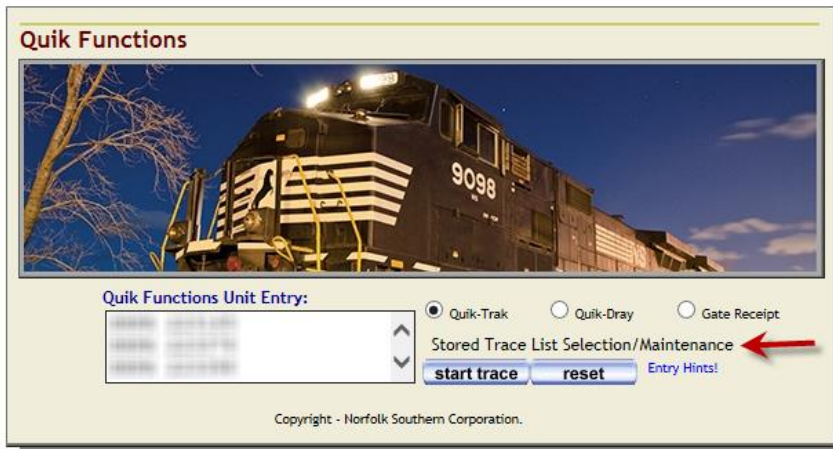 Quik Functions
9098
Quik Functions Unit Entry:
Quik-Trak
Quik-Dray
Gate Receipt
Stored Trace List Selection/Maintenance
start trace
reset
Entry Hints!
Copyright - Norfolk Southern Corporation.